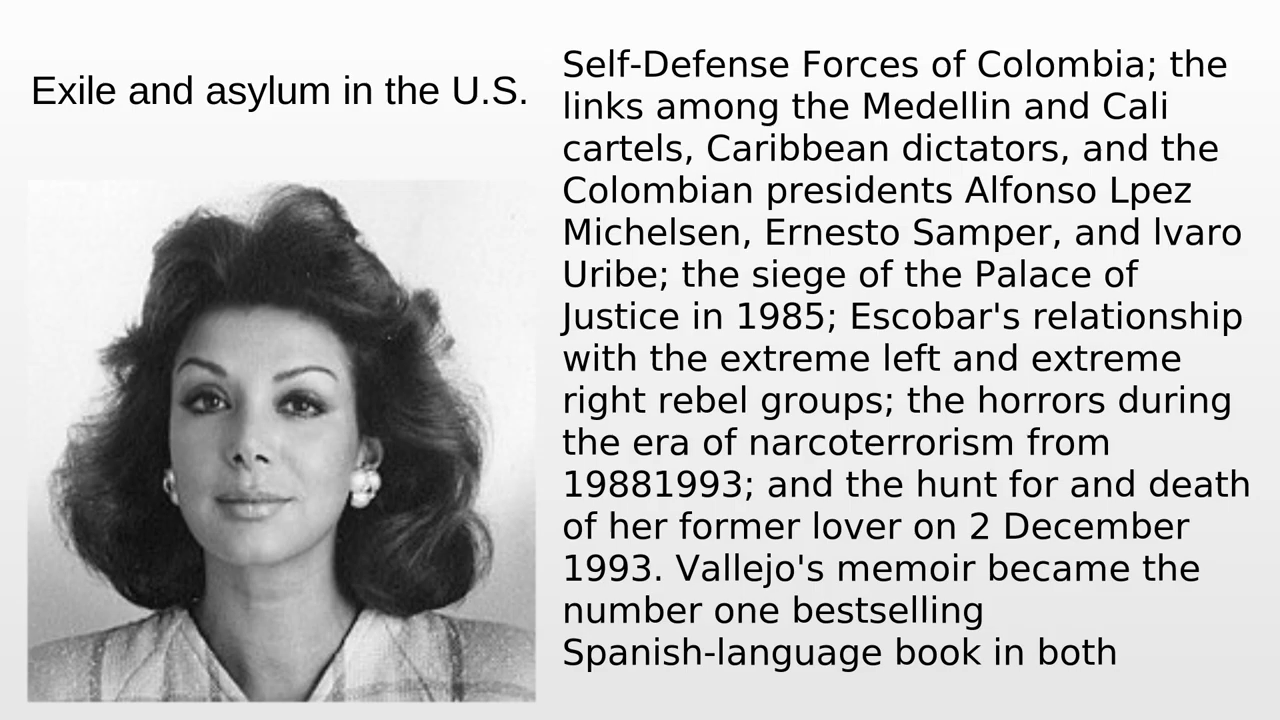 Exile and asylum in the U.S.
Self-Defense Forces of Colombia; the
links among the Medellin and Cali
cartels, Caribbean dictators, and the
Colombian presidents Alfonso Lpez
Michelsen, Ernesto Samper, and lvaro
Uribe; the siege of the Palace of
Justice in 1985; Escobar's relationship
with the extreme left and extreme
right rebel groups; the horrors during
the era of narcoterrorism from
19881993; and the hunt for and death
of her former lover on 2 December
1993. Vallejo's memoir became the
number one bestselling
Spanish-language book in both